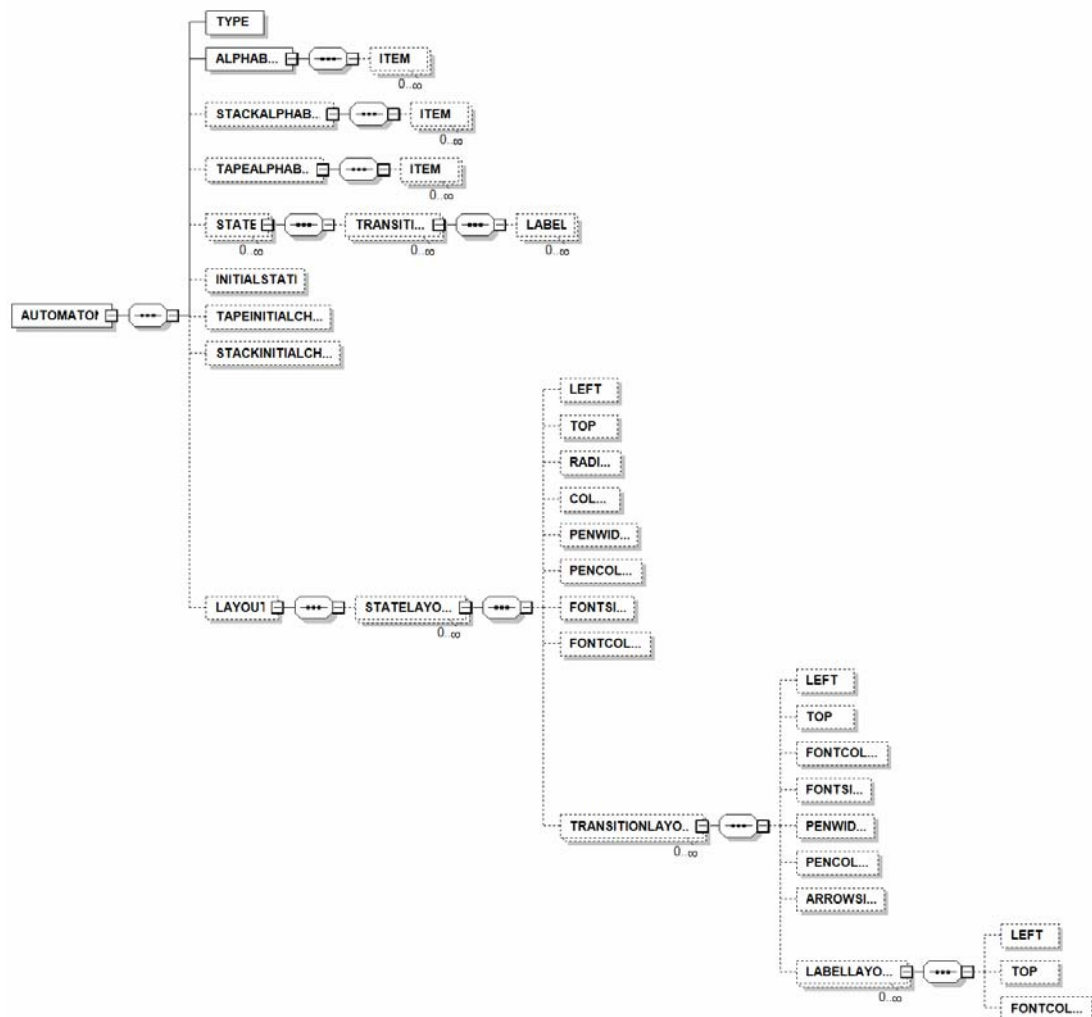 TYPE
ALPHAB...
ITEM
0..∞
STACKALPHAB...
ITEM
0..∞
TAPEALPHAB..
ITEM
0..∞
STATE
TRANSITI...
LABEL
0..∞
0..∞
0..∞
INITIALSTATI
AUTOMATON
TAPEINITIALCH...
STACKINITIALCH...
LEFT
TOP
RADI...
COL...
PENWID...
PENCOL...
FONTSI...
LAYOUT
STATELAYO...
0..∞
FONTCOL...
LEFT
TOP
FONTCOL...
FONTSI...
TRANSITIONLAYO..
0..∞
PENWID...
PENCOL...
ARROWSI...
LEFT
LABELLAYO...
0..∞
TOP
FONTCOL...